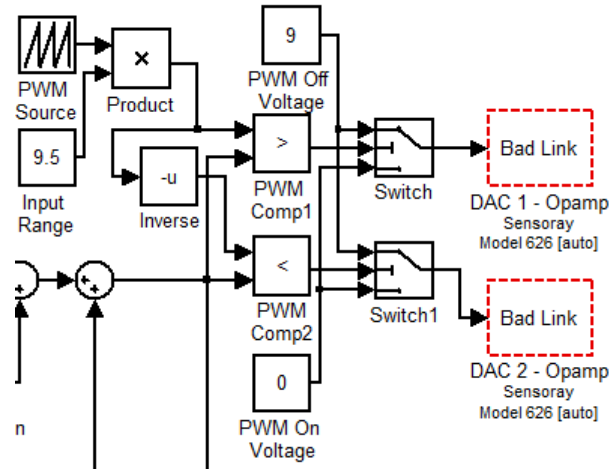 9
PWM
Source
×
Product
PWM Off
Voltage
9.5
Input
Range
-u
Inverse
>
PWM
Comp1
Switch
Bad Link
DAC 1 - Opamp
Sensoray
Model 626 [auto]
+
+
+
<
PWM
Comp2
Switch1
Bad Link
DAC 2 - Opamp
Sensoray
Model 626 [auto]
0
PWM On
Voltage
n